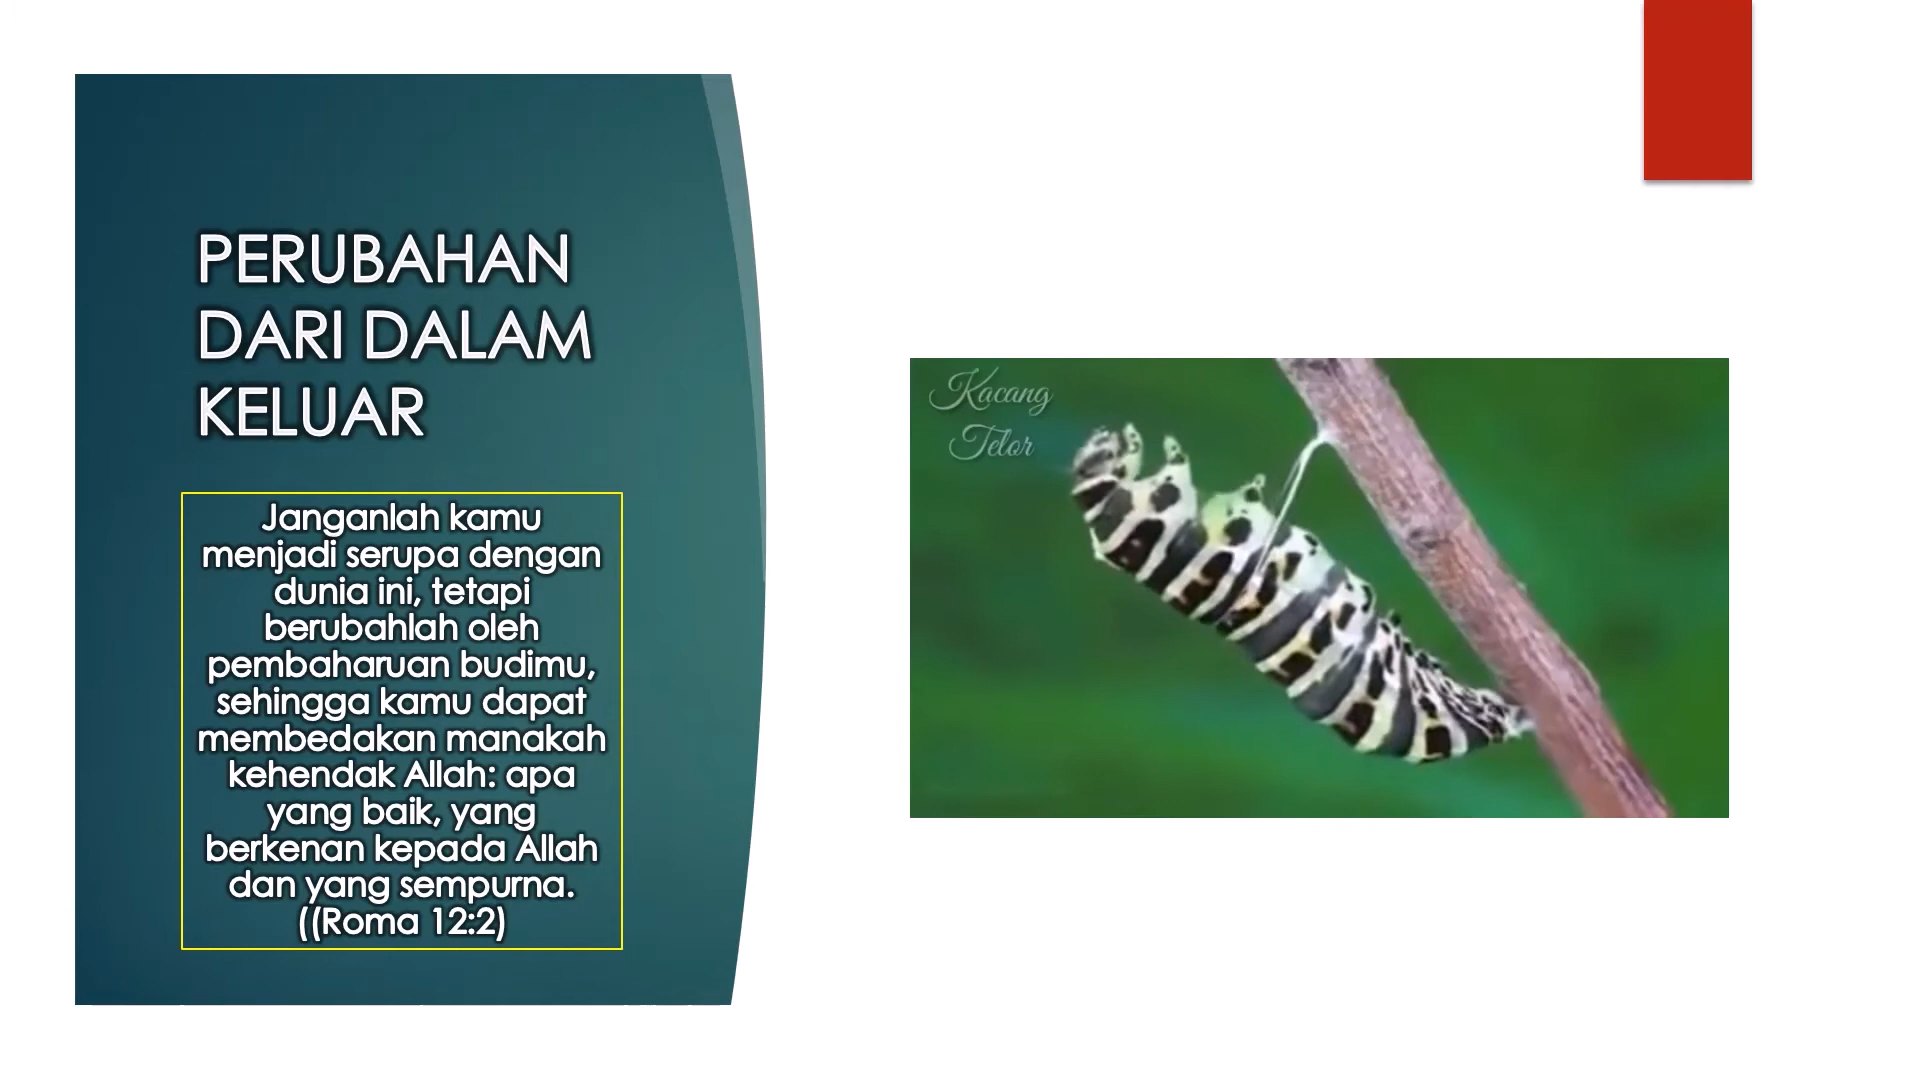 PERUBAHAN
DARI DALAM
KELUAR
Janganlah kamu
menjadi serupa dengan
dunia ini, tetapi
berubahlah oleh
pembaharuan budimu,
sehingga kamu dapat
membedakan manakah
kehendak Allah: apa
yang baik, yang
berkenan kepada Allah
dan yang sempurna.
((Roma 12:2)
Kacang
Telor